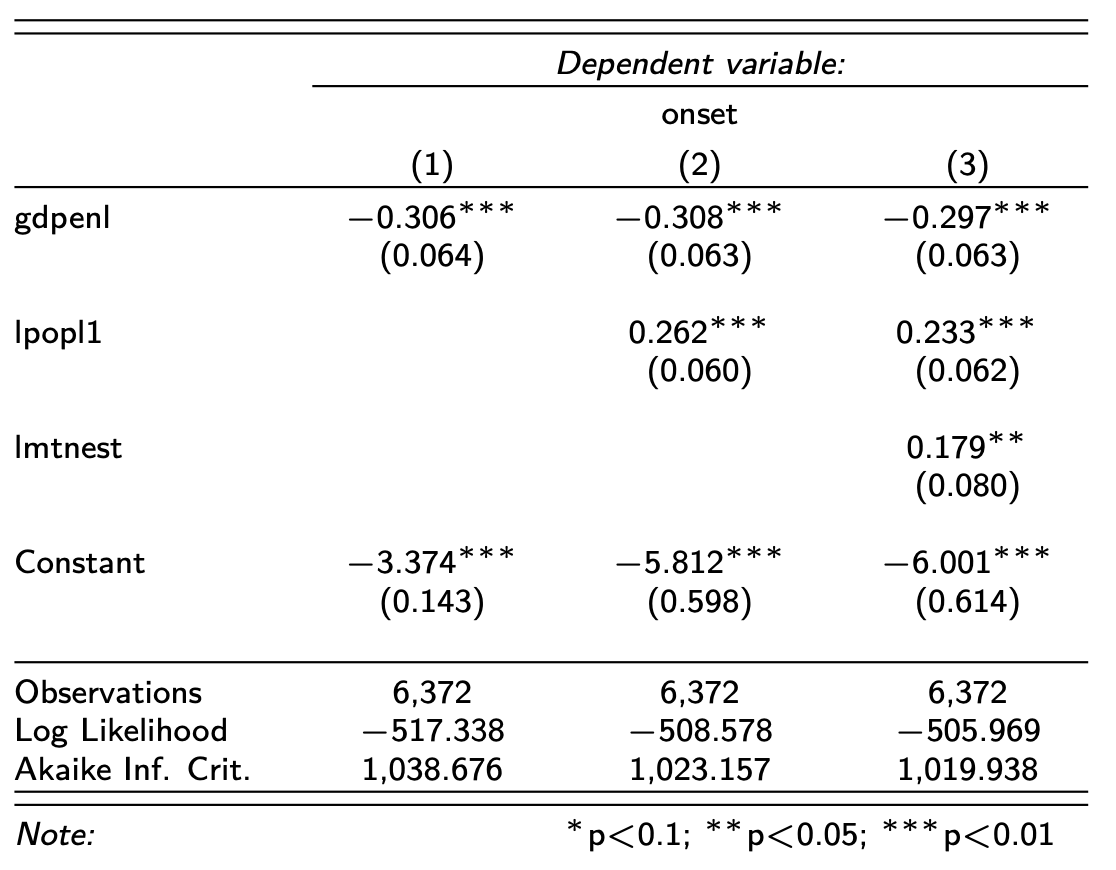 Dependent variable:
onset
(1) (2) (3)
gdpenl −0.306*** −0.308*** −0.297***
(0.064) (0.063) (0.063)
lpopl1 0.262*** 0.233***
(0.060) (0.062)
lmtnest 0.179**
(0.080)
Constant −3.374*** −5.812*** −6.001***
(0.143) (0.598) (0.614)
Observations 6,372 6,372 6,372
Log Likelihood −517.338 −508.578 −505.969
Akaike Inf. Crit. 1,038.676 1,023.157 1,019.938
Note: *p<0.1; **p<0.05; ***p<0.01